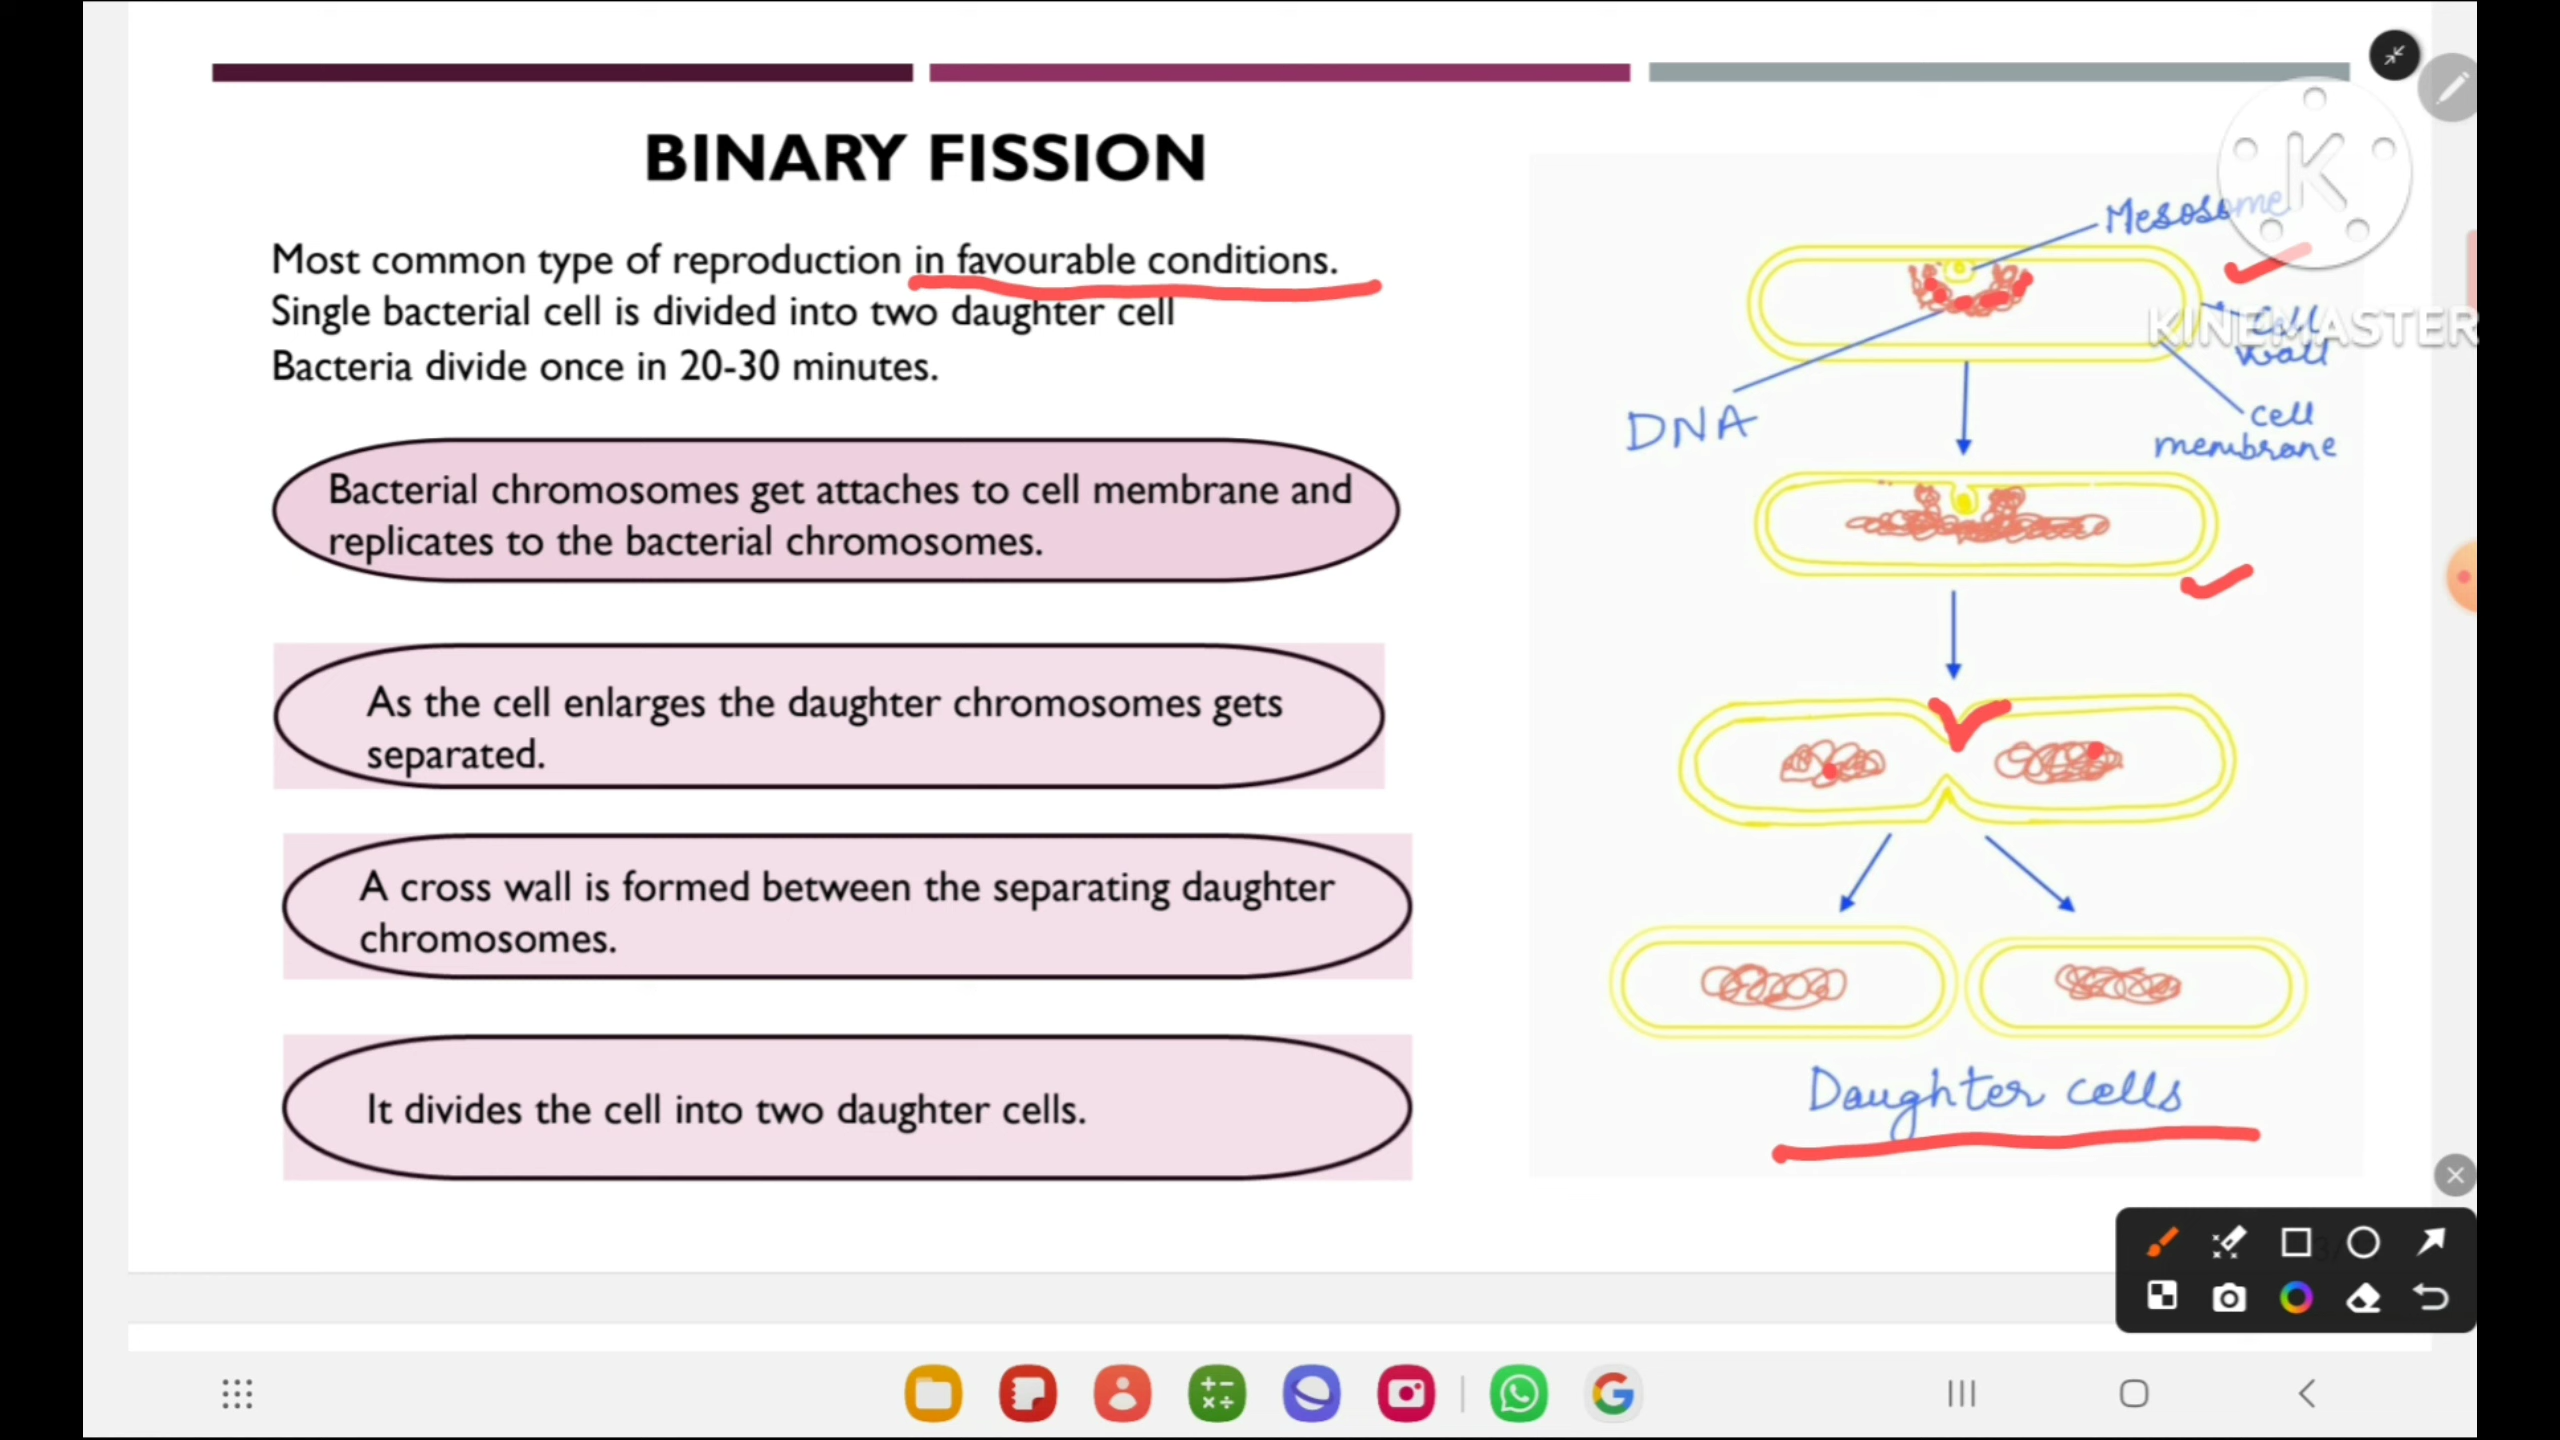 BINARY FISSION
Most common type of reproduction in favourable conditions.
Single bacterial cell is divided into two daughter cell
Bacteria divide once in 20-30 minutes.
Bacterial chromosomes get attaches to cell membrane and
replicates to the bacterial chromosomes.
As the cell enlarges the daughter chromosomes gets
separated.
A cross wall is formed between the separating daughter
chromosomes.
It divides the cell into two daughter cells.
Mesosome
K
KINEMASTER
Cell
wall
cell
membrane
DNA
Daughter cells